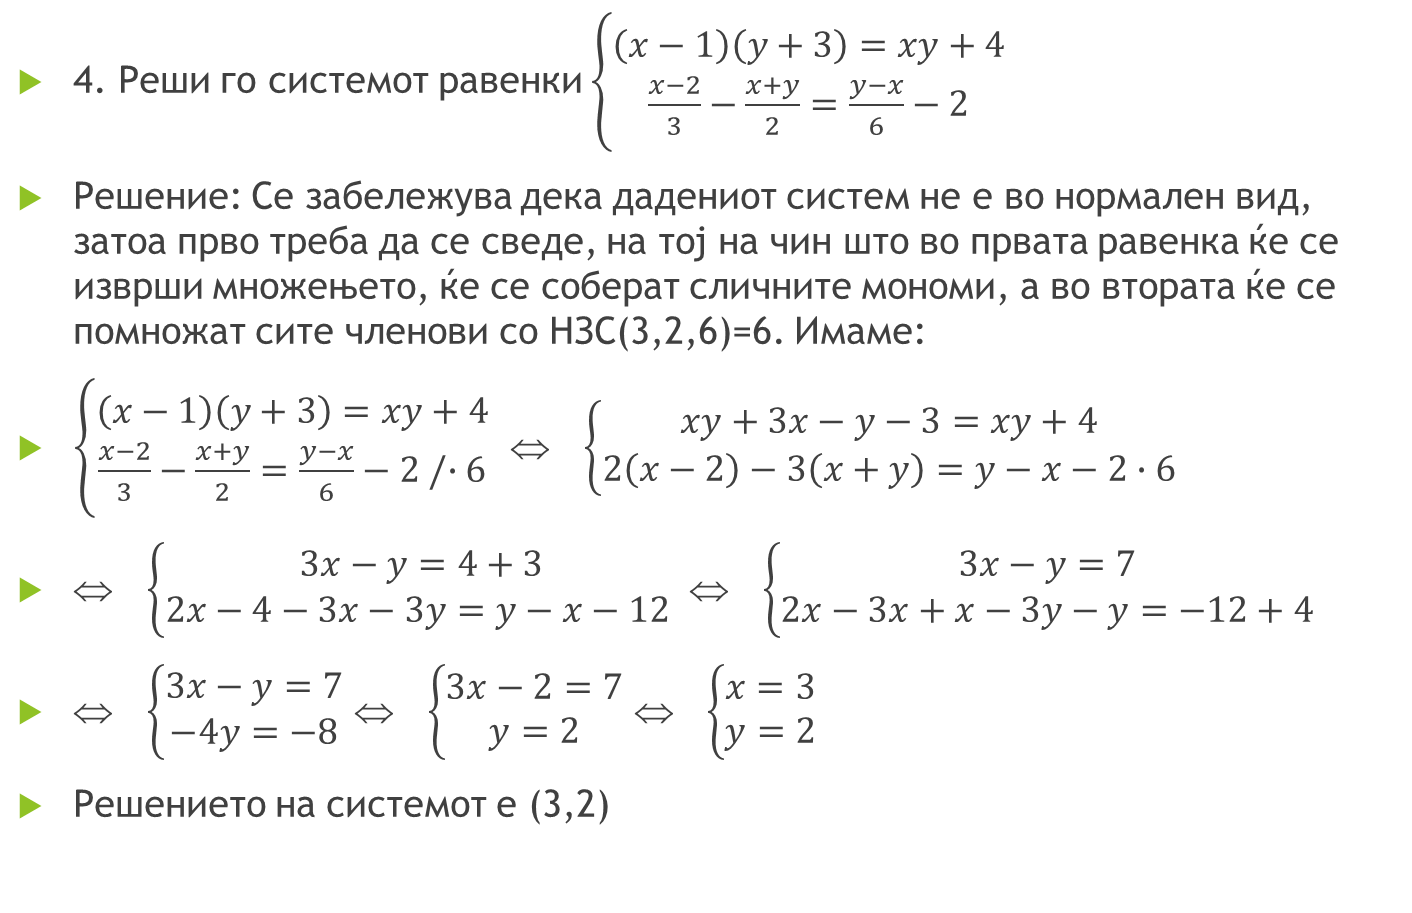 4. Реши го системот равенки { (x − 1)(y + 3) = xy + 4
x−2/3 − x+y/2 = y−x/6 − 2
Решение: Се забележува дека дадениот систем не е во нормален вид,
затоа прво треба да се сведе, на тој на чин што во првата равенка ќе се
изврши множењето, ќе се соберат сличните мономи, а во втората ќе се
помножат сите членови со НЗС(3,2,6)=6. Имаме:
{ (x − 1)(y + 3) = xy + 4 ⇔ { xy + 3x − y − 3 = xy + 4
x−2/3 − x+y/2 = y−x/6 − 2 /· 6 2(x − 2) − 3(x + y) = y − x − 2 · 6
⇔ { 3x − y = 4 + 3 ⇔ { 3x − y = 7
2x − 4 − 3x − 3y = y − x − 12 2x − 3x + x − 3y − y = −12 + 4
⇔ { 3x − y = 7 ⇔ { 3x − 2 = 7 ⇔ { x = 3
−4y = −8 y = 2 y = 2
Решението на системот е (3,2)